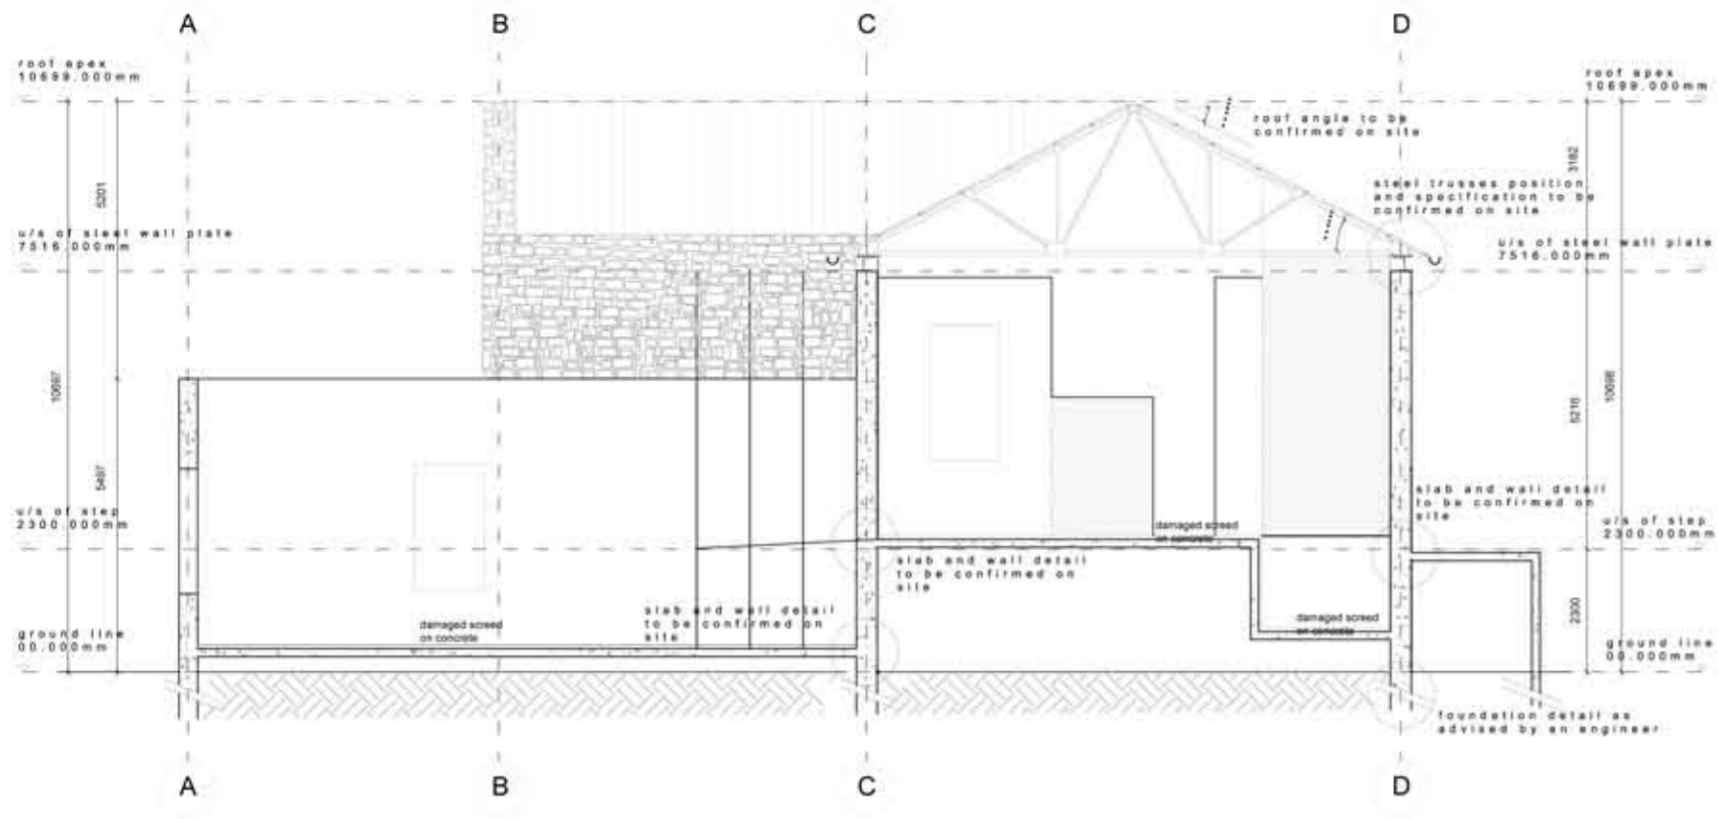 A
B
C
D
roof apex
10699.000mm
roof apex
10699.000mm
roof angle to be
confirmed on site
3182
steel trusses position
and specification to be
confirmed on site
5201
u/s of steel wall plate
7516.000mm
u/s of steel wall plate
7516.000mm
10697
10698
5216
5497
slab and wall detail
to be confirmed on
site
u/s of step
2300.000mm
u/s of step
2300.000mm
damaged screed
on concrete
slab and wall detail
to be confirmed on
site
slab and wall detail
to be confirmed on
site
2300
damaged screed
on concrete
damaged screed
on concrete
ground line
00.000mm
ground line
00.000mm
foundation detail as
advised by an engineer
A
B
C
D